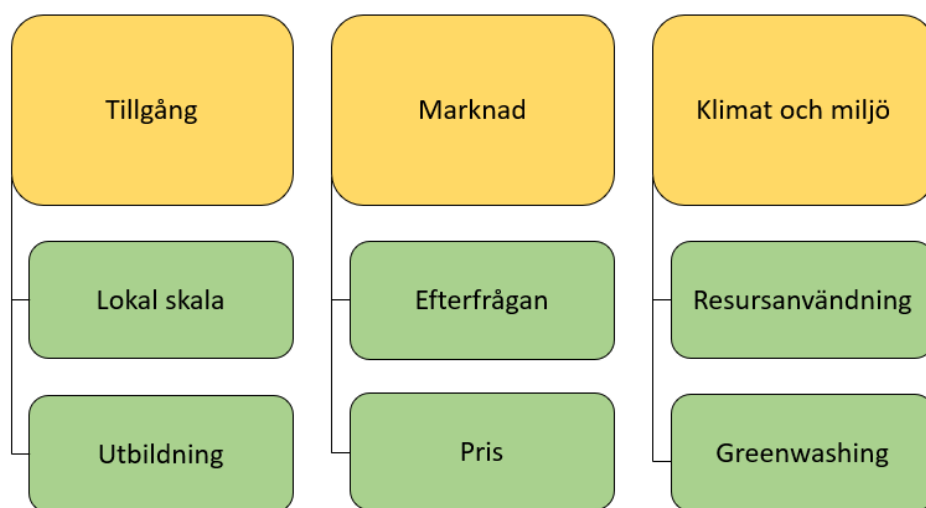 Tillgång
Marknad
Klimat och miljö
Lokal skala
Efterfrågan
Resursanvändning
Utbildning
Pris
Greenwashing